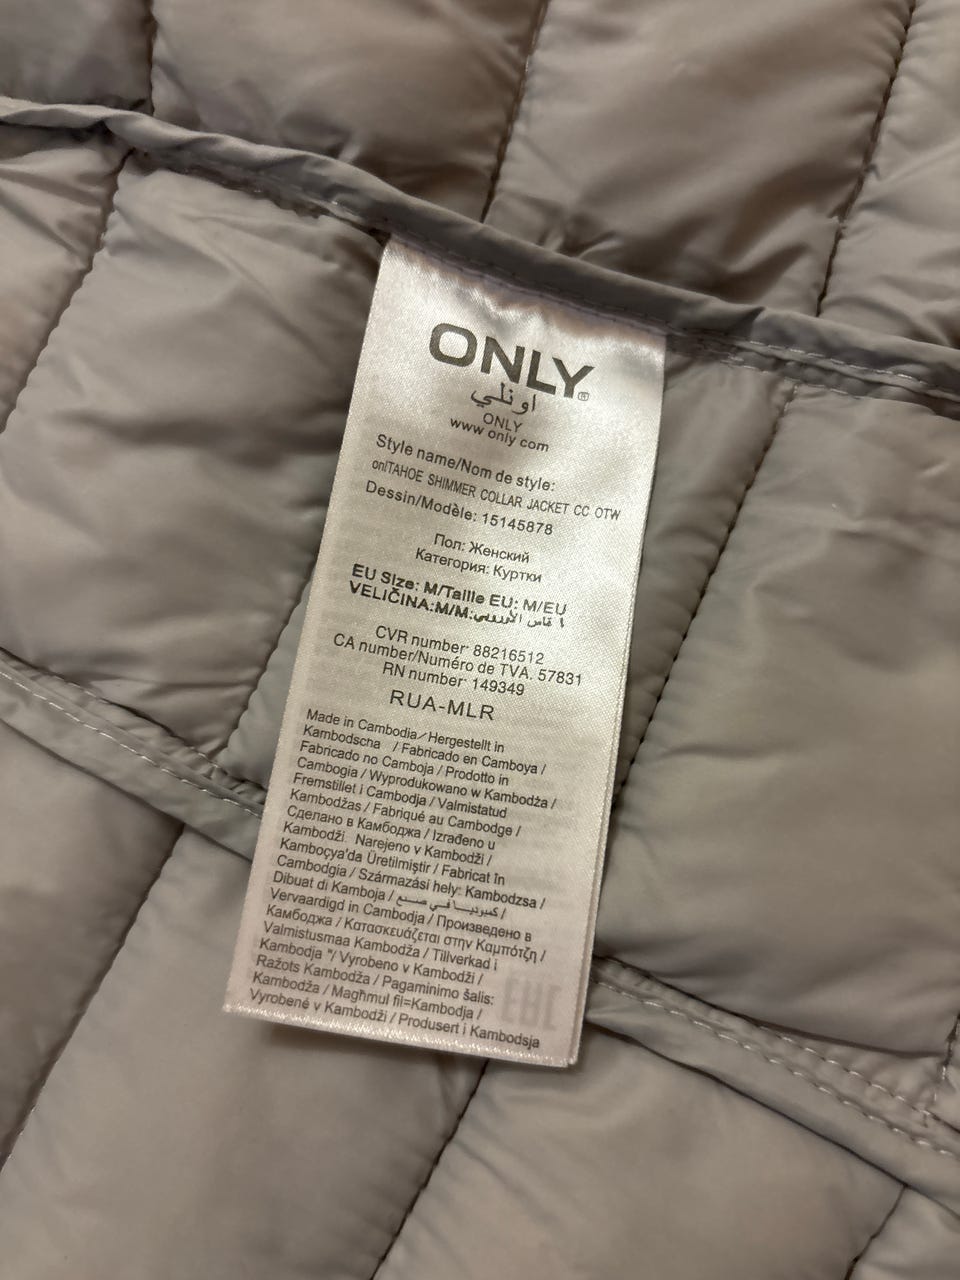 ONLY®
اونلي
ONLY
www only com
Style name/Nom de style:
onlTAHOE SHIMMER COLLAR JACKET CC OTW
Dessin/Modèle: 15145878
Пол: Женский
Категория: Куртки
EU Size: M/Taille EU: M/EU
VELIČINA:M/M:
CVR number 88216512
CA number/Numéro de TVA. 57831
RN number 149349
RUA-MLR
Made in Cambodia/Hergestellt in
Kambodscha / Fabricado en Camboya /
Fabricado no Camboja / Prodotto in
Cambogia / Wyprodukowano w Kambodża /
Fremstillet i Cambodja / Valmistatud
Kambodžas / Fabriqué au Cambodge /
Сделано в Камбоджа / Izrađeno u
Kambodži Narejeno v Kambodži /
Kamboçya'da Üretilmiştir / Fabricat în
Cambodgia / Származási hely: Kambodzsa /
Dibuat di Kamboja / كمبوديا في صنع /
Vervaardigd in Cambodja / Произведено в
Камбоджа / Κατασκευάζεται στην Καμπότζη /
Valmistusmaa Kambodža / Tillverkad i
Kambodja "/ Vyrobeno v Kambodži /
Ražots Kambodža / Pagaminimo šalis:
Kambodža / Magħmul fil=Kambodja /
Vyrobené v Kambodži / Produsert i Kambodsja
EAC